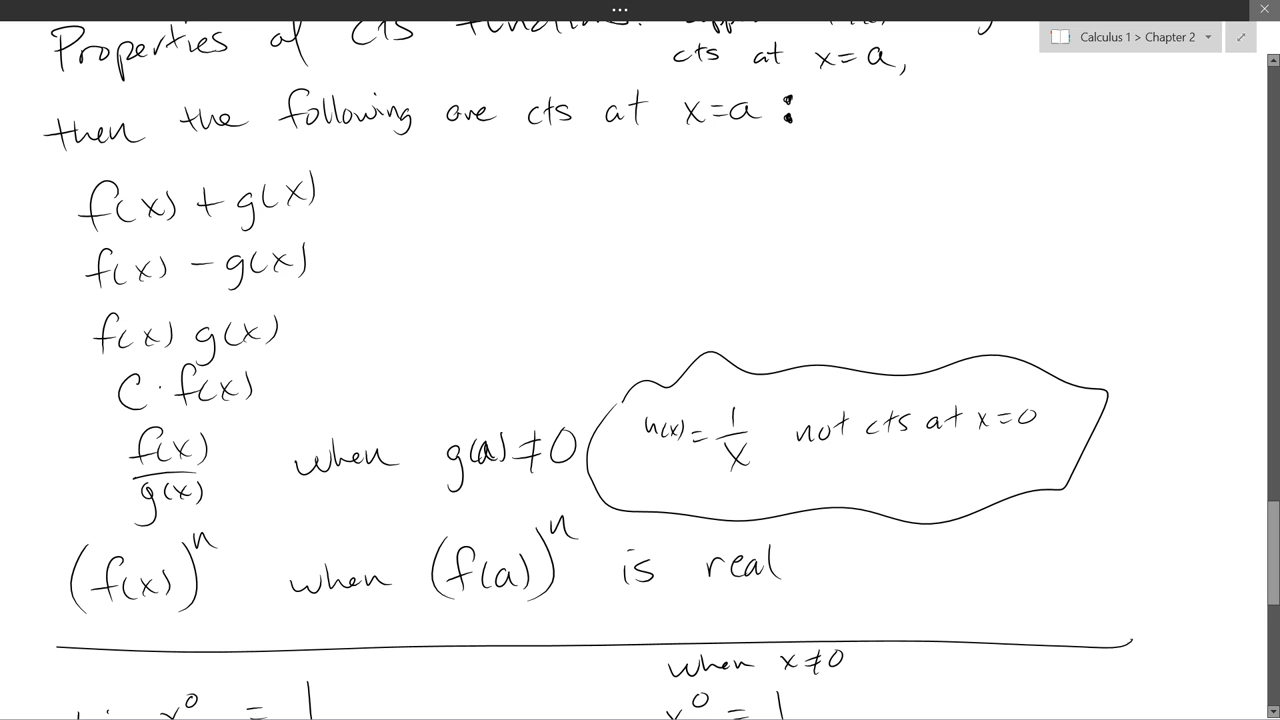 Calculus 1 > Chapter 2
Properties of cts functions:
cts at x=a,
then the following are cts at x=a:
f(x) + g(x)
f(x) - g(x)
f(x) g(x)
C · f(x)
f(x)/g(x) when g(a) ≠ 0
h(x) = 1/x not cts at x=0
(f(x))^n when (f(a))^n is real
when x≠0
x^0 = 1
x^0 = 1